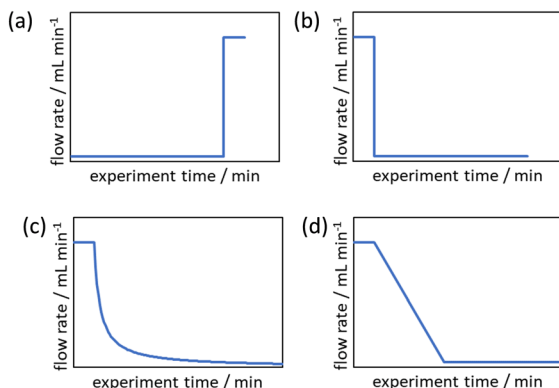 (a)
flow rate / mL min⁻¹
experiment time / min
(b)
flow rate / mL min⁻¹
experiment time / min
(c)
flow rate / mL min⁻¹
experiment time / min
(d)
flow rate / mL min⁻¹
experiment time / min